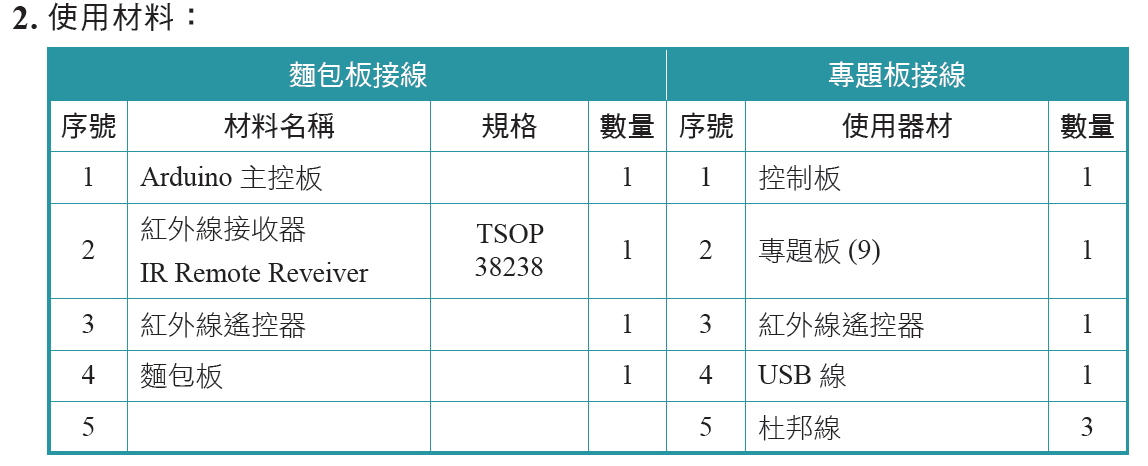 2. 使用材料：
麵包板接線 專題板接線
序號 材料名稱 規格 數量 序號 使用器材 數量
1 Arduino 主控板 1 1 控制板 1
2 紅外線接收器 IR Remote Reveiver TSOP 38238 1 2 專題板 (9) 1
3 紅外線遙控器 1 3 紅外線遙控器 1
4 麵包板 1 4 USB 線 1
5 5 杜邦線 3